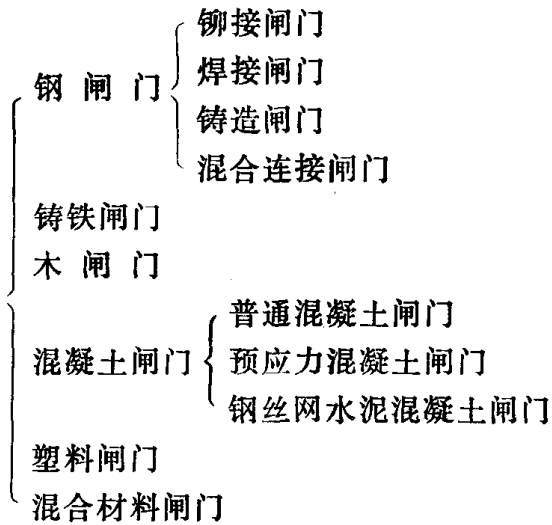 铆接闸门
钢闸门
焊接闸门
铸造闸门
混合连接闸门
铸铁闸门
木闸门
普通混凝土闸门
混凝土闸门
预应力混凝土闸门
钢丝网水泥混凝土闸门
塑料闸门
混合材料闸门